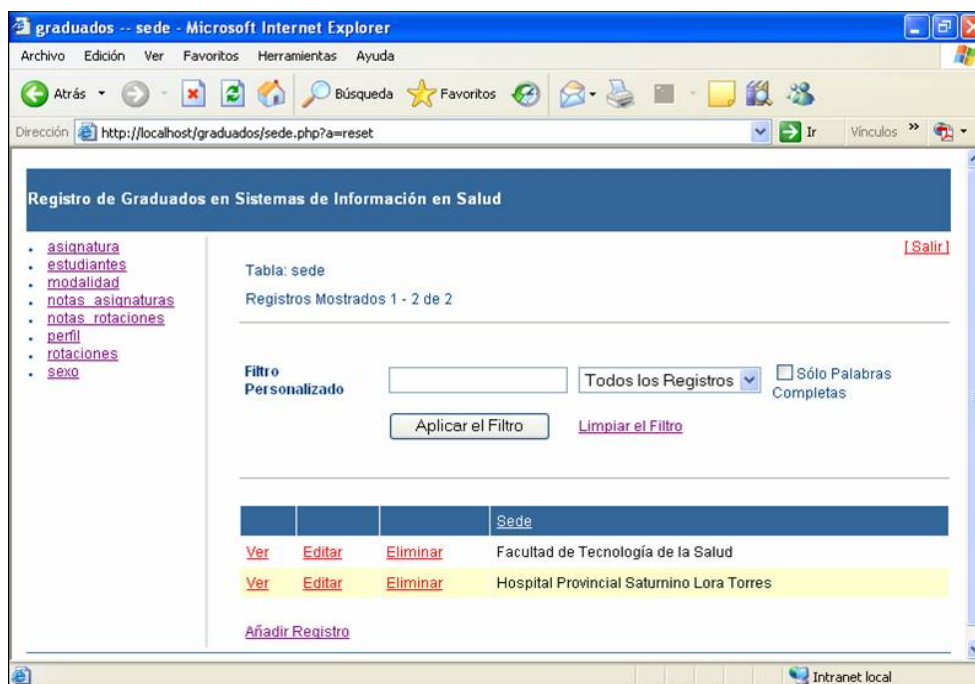 graduados -- sede - Microsoft Internet Explorer
Archivo Edición Ver Favoritos Herramientas Ayuda
Atrás Búsqueda Favoritos
Dirección http://localhost/graduados/sede.php?a=reset Ir Vínculos »
Registro de Graduados en Sistemas de Información en Salud
[ Salir ]
asignatura
estudiantes
modalidad
notas_asignaturas
notas_rotaciones
perfil
rotaciones
sexo
Tabla: sede
Registros Mostrados 1 - 2 de 2
Filtro
Personalizado
Todos los Registros
Sólo Palabras
Completas
Aplicar el Filtro Limpiar el Filtro
Sede
Ver Editar Eliminar Facultad de Tecnología de la Salud
Ver Editar Eliminar Hospital Provincial Saturnino Lora Torres
Añadir Registro
Intranet local